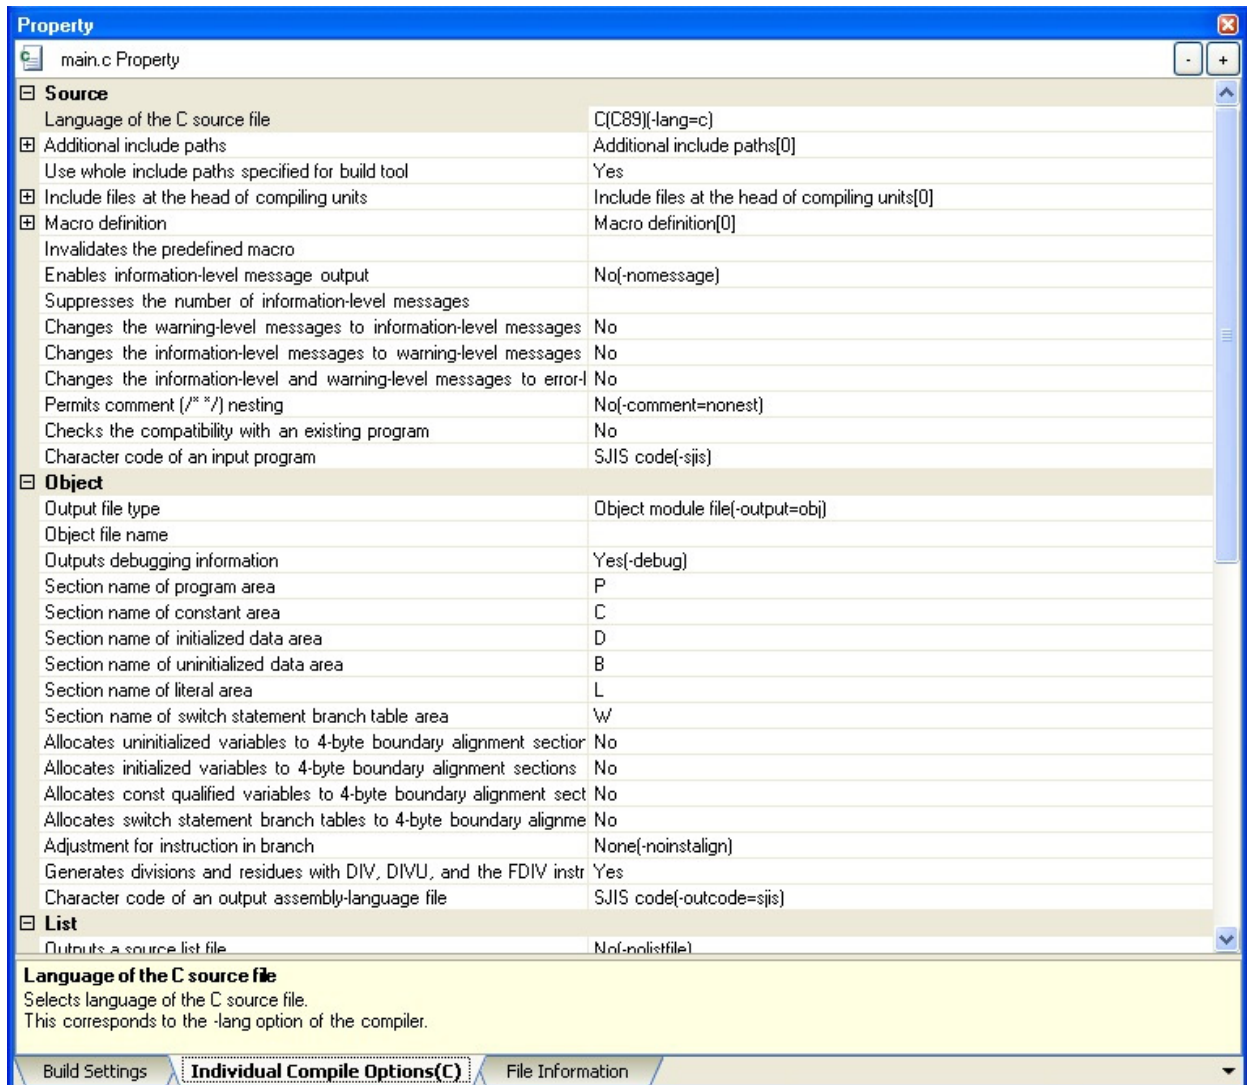 Property
main.c Property
- +
Source
Language of the C source file C(C89)(-lang=c)
Additional include paths Additional include paths[0]
Use whole include paths specified for build tool Yes
Include files at the head of compiling units Include files at the head of compiling units[0]
Macro definition Macro definition[0]
Invalidates the predefined macro
Enables information-level message output No(-nomessage)
Suppresses the number of information-level messages
Changes the warning-level messages to information-level messages No
Changes the information-level messages to warning-level messages No
Changes the information-level and warning-level messages to error-l No
Permits comment (/* */) nesting No(-comment=nonest)
Checks the compatibility with an existing program No
Character code of an input program SJIS code(-sjis)
Object
Output file type Object module file(-output=obj)
Object file name
Outputs debugging information Yes(-debug)
Section name of program area P
Section name of constant area C
Section name of initialized data area D
Section name of uninitialized data area B
Section name of literal area L
Section name of switch statement branch table area W
Allocates uninitialized variables to 4-byte boundary alignment section No
Allocates initialized variables to 4-byte boundary alignment sections No
Allocates const qualified variables to 4-byte boundary alignment sect No
Allocates switch statement branch tables to 4-byte boundary alignme No
Adjustment for instruction in branch None(-noinstalign)
Generates divisions and residues with DIV, DIVU, and the FDIV instr Yes
Character code of an output assembly-language file SJIS code(-outcode=sjis)
List
Outputs a source list file No(-nolistfile)
Language of the C source file
Selects language of the C source file.
This corresponds to the -lang option of the compiler.
Build Settings Individual Compile Options(C) File Information